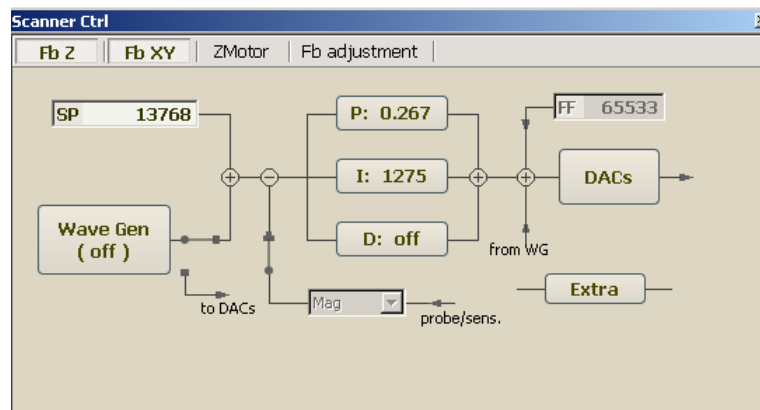 Scanner Ctrl
Fb Z Fb XY ZMotor Fb adjustment
SP 13768
P: 0.267
FF 65533
I: 1275
DACs
Wave Gen
( off )
D: off
from WG
Extra
to DACs
Mag
probe/sens.